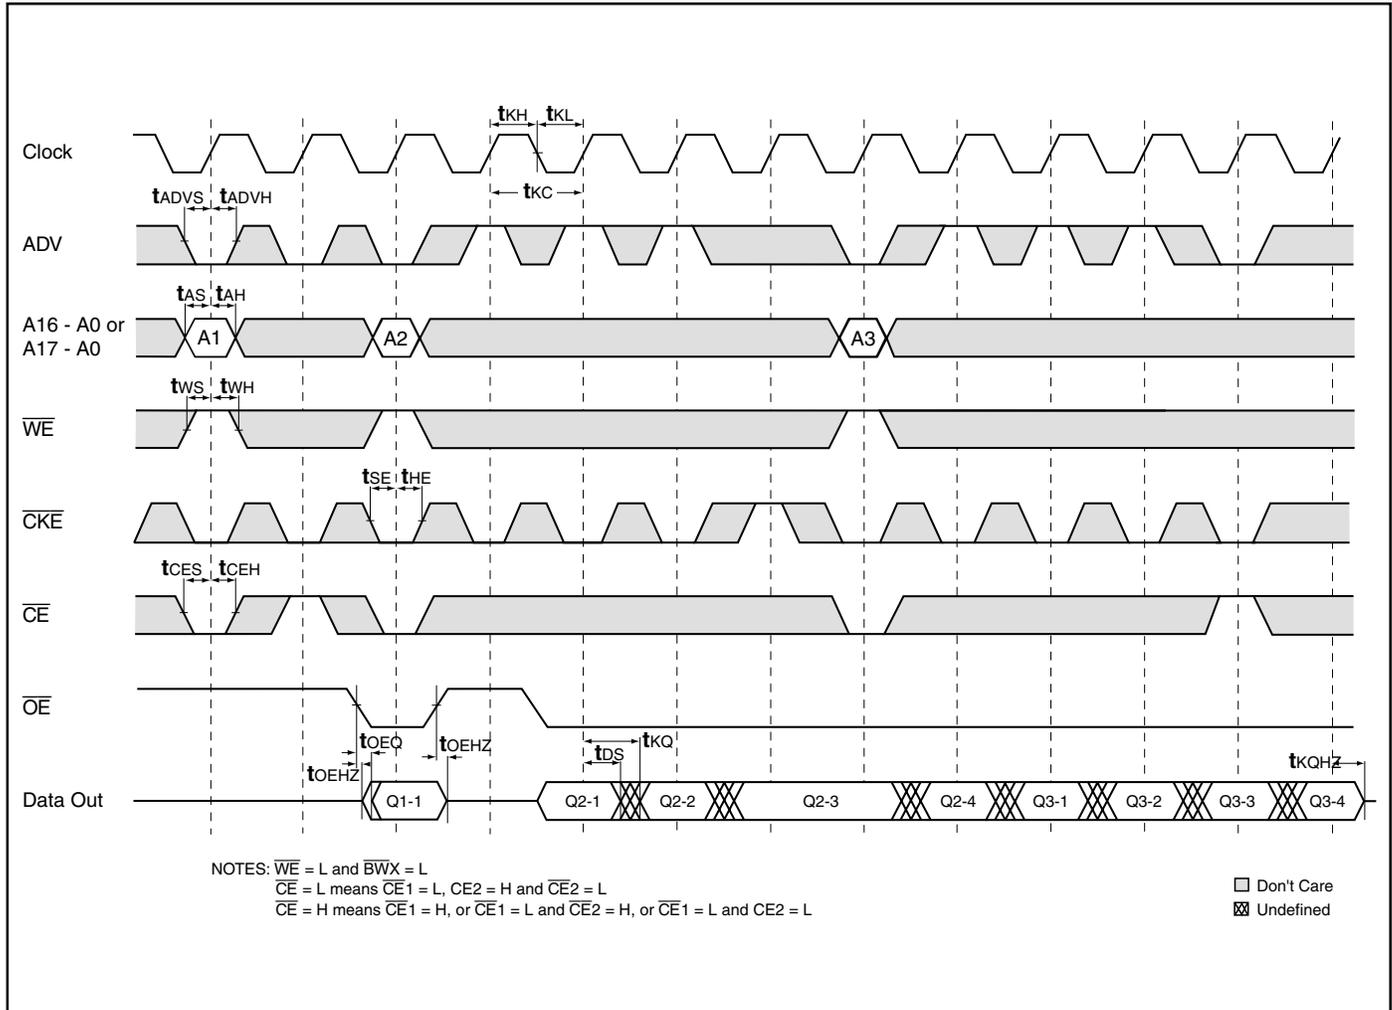 tKH tKL
Clock
tKC
tADVS tADVH
ADV
tAS tAH
A16 - A0 or
A17 - A0
A1 A2 A3
tWS tWH
WE
tSE tHE
CKE
tCES tCEH
CE
OE
tOEQ tOEHZ
tOEHZ
tDS tKQ
tKQHZ
Data Out
Q1-1 Q2-1 Q2-2 Q2-3 Q2-4 Q3-1 Q3-2 Q3-3 Q3-4
NOTES: WE = L and BWX = L
CE = L means CE1 = L, CE2 = H and CE2 = L
CE = H means CE1 = H, or CE1 = L and CE2 = H, or CE1 = L and CE2 = L
Don't Care
Undefined